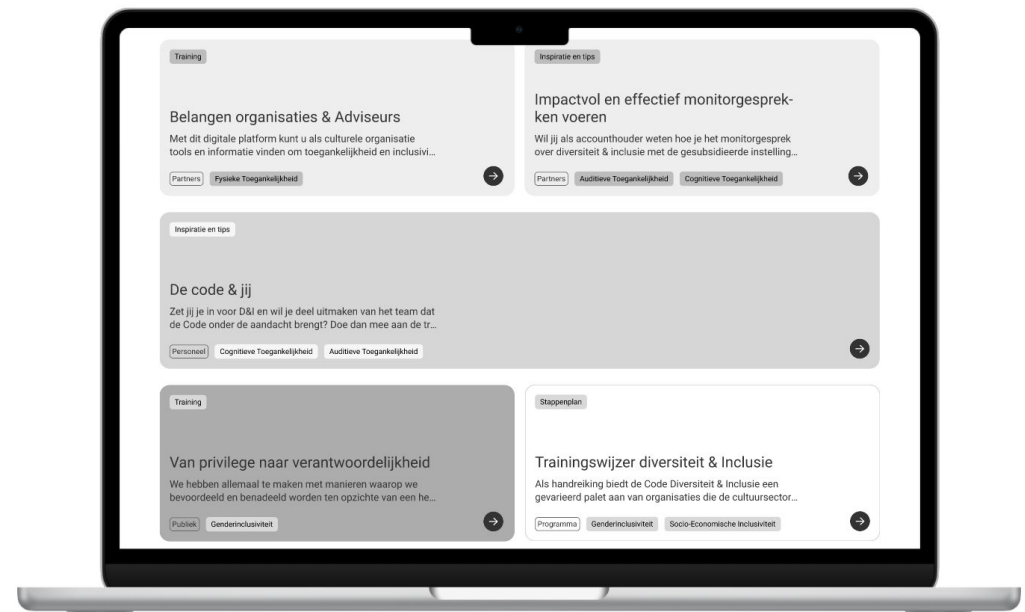 Training
Belangen organisaties & Adviseurs
Met dit digitale platform kunt u als culturele organisatie
tools en informatie vinden om toegankelijkheid en inclusivi...
Partners Fysieke Toegankelijkheid
Inspiratie en tips
Impactvol en effectief monitorgesprek-
ken voeren
Wil jij als accounthouder weten hoe je het monitorgesprek
over diversiteit & inclusie met de gesubsidieerde instelling...
Partners Auditieve Toegankelijkheid Cognitieve Toegankelijkheid
Inspiratie en tips
De code & jij
Zet jij je in voor D&I en wil je deel uitmaken van het team dat
de Code onder de aandacht brengt? Doe dan mee aan de tr...
Personeel Cognitieve Toegankelijkheid Auditieve Toegankelijkheid
Training
Van privilege naar verantwoordelijkheid
We hebben allemaal te maken met manieren waarop we
bevoordeeld en benadeeld worden ten opzichte van een he...
Publiek Genderinclusiviteit
Stappenplan
Trainingswijzer diversiteit & Inclusie
Als handreiking biedt de Code Diversiteit & Inclusie een
gevarieerd palet aan van organisaties die de cultuursector...
Programma Genderinclusiviteit Socio-Economische Inclusiviteit